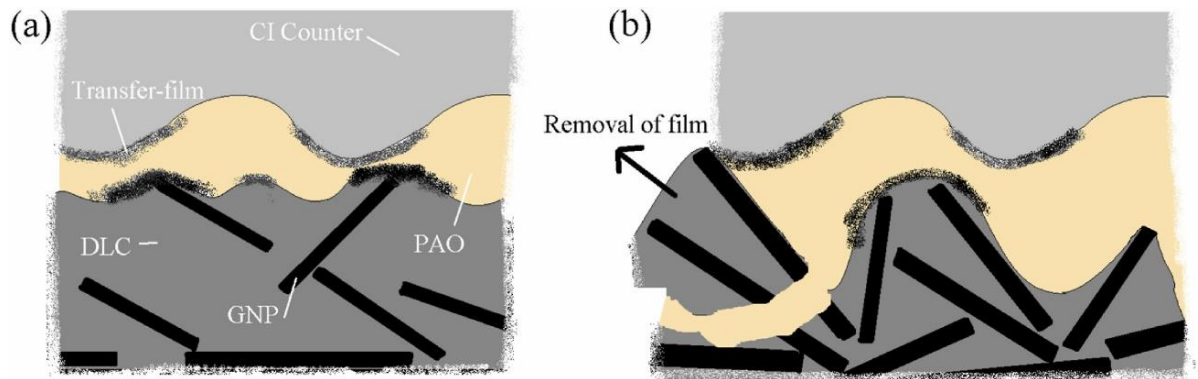 (a)
CI Counter
Transfer-film
DLC
GNP
PAO
(b)
Removal of film